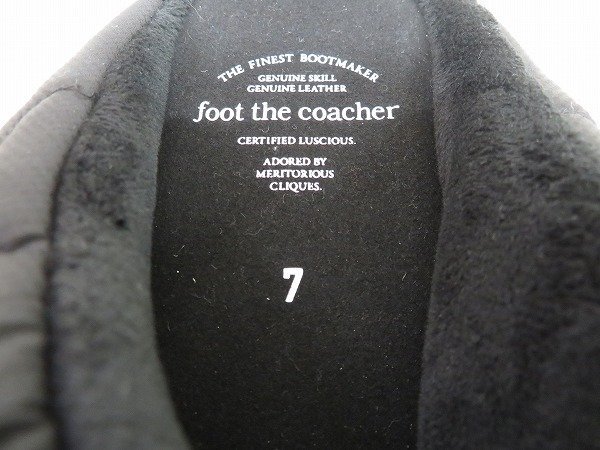 THE FINEST BOOTMAKER
GENUINE SKILL
GENUINE LEATHER
foot the coacher
CERTIFIED LUSCIOUS.
ADORED BY
MERITORIOUS
CLIQUES.
7